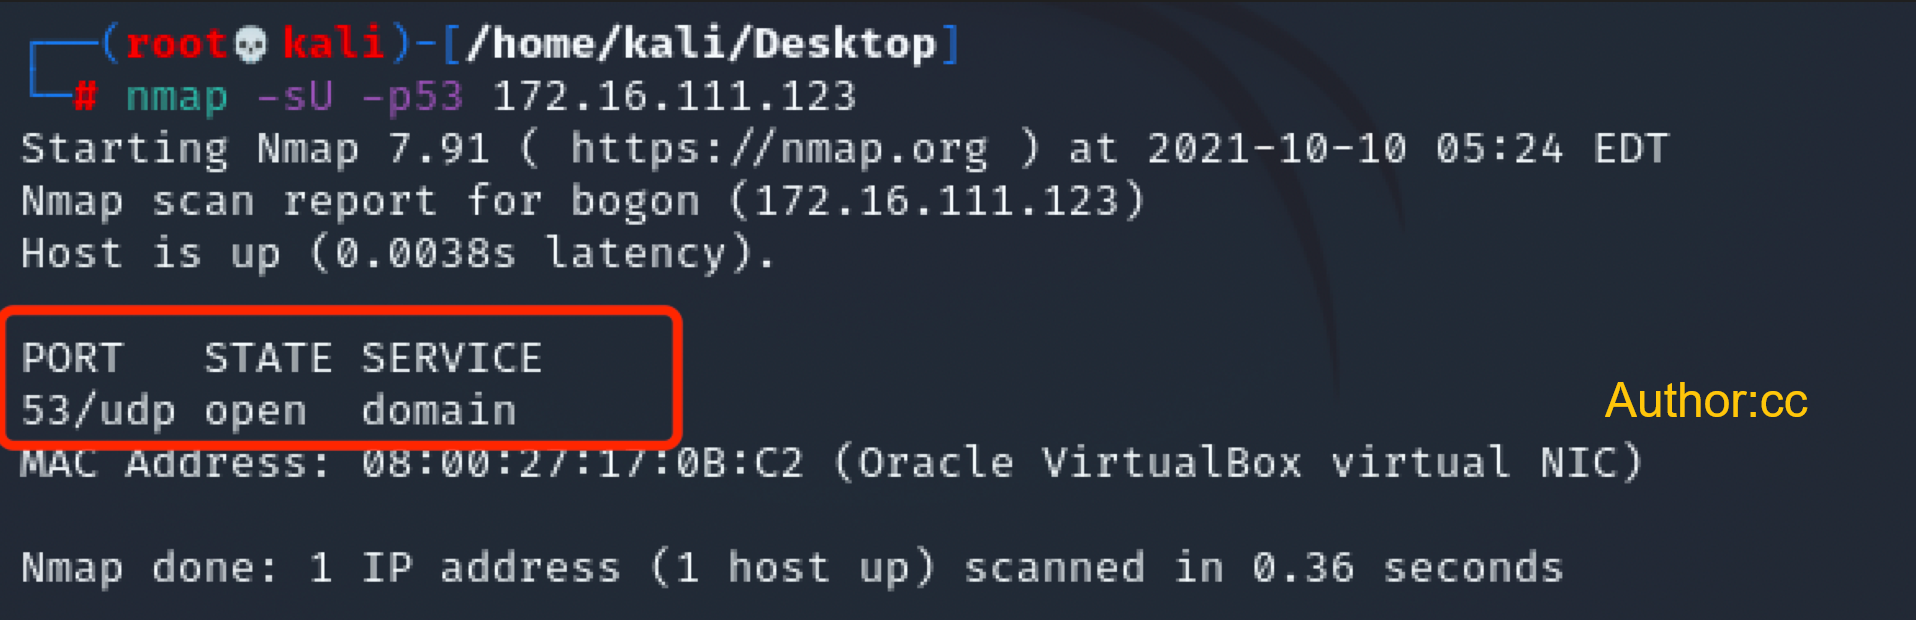 (root💀kali)-[/home/kali/Desktop]
# nmap -sU -p53 172.16.111.123
Starting Nmap 7.91 ( https://nmap.org ) at 2021-10-10 05:24 EDT
Nmap scan report for bogon (172.16.111.123)
Host is up (0.0038s latency).
PORT   STATE SERVICE
53/udp open  domain
Author:cc
MAC Address: 08:00:27:17:0B:C2 (Oracle VirtualBox virtual NIC)
Nmap done: 1 IP address (1 host up) scanned in 0.36 seconds